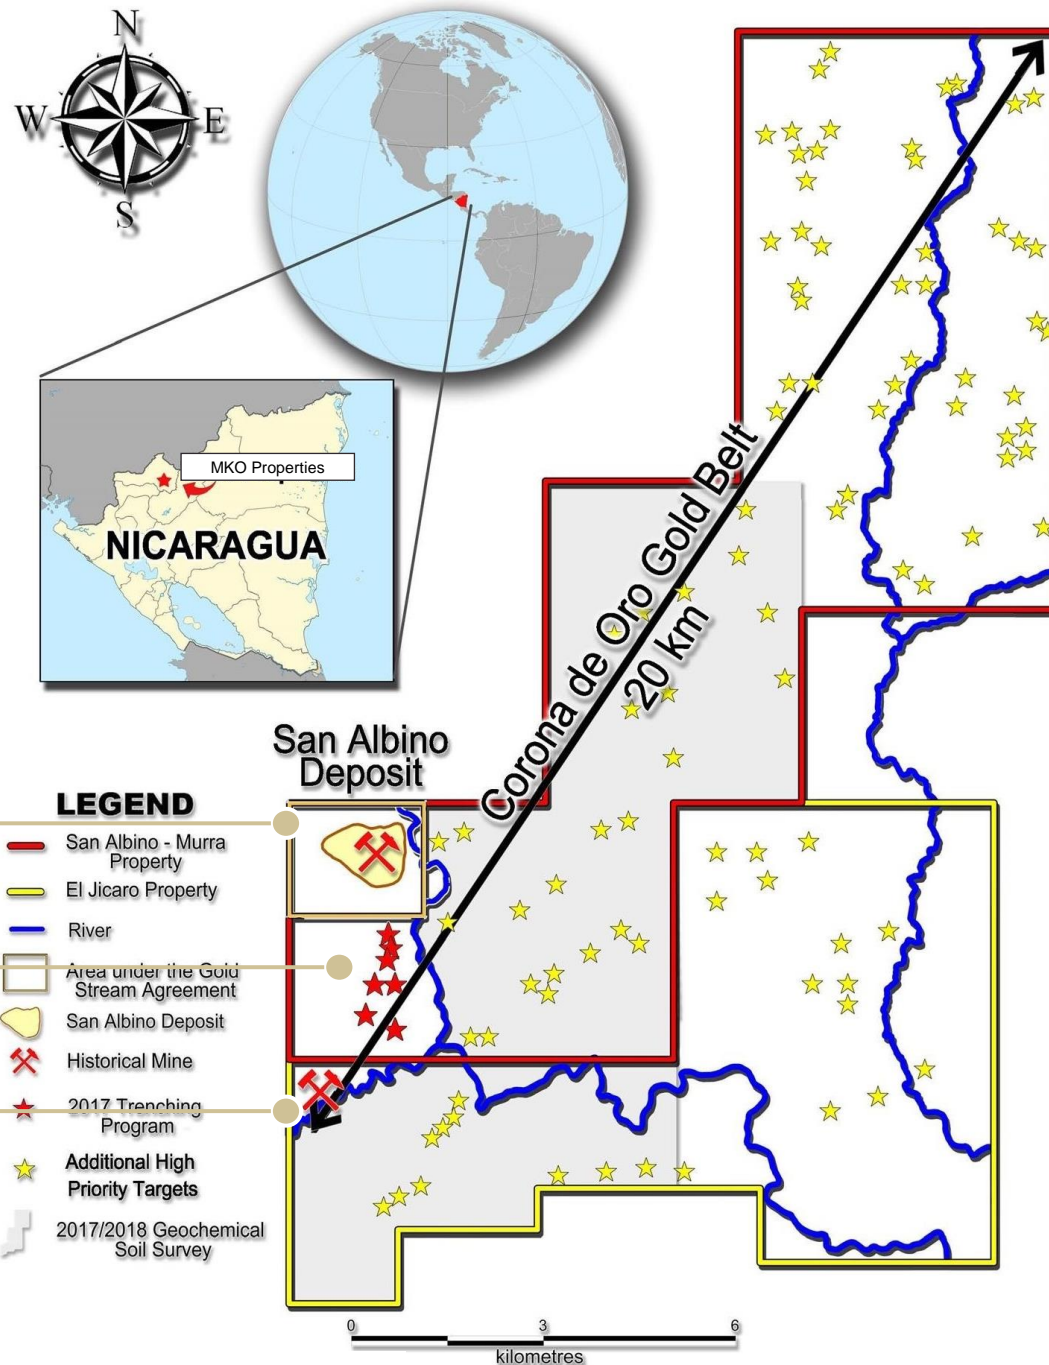 N
W
E
S
MKO Properties
NICARAGUA
Corona de Oro Gold Belt
20 km
San Albino
Deposit
LEGEND
San Albino - Murra
Property
El Jicaro Property
River
Area under the Gold
Stream Agreement
San Albino Deposit
Historical Mine
2017 Trenching
Program
Additional High
Priority Targets
2017/2018 Geochemical
Soil Survey
0 3 6
kilometres